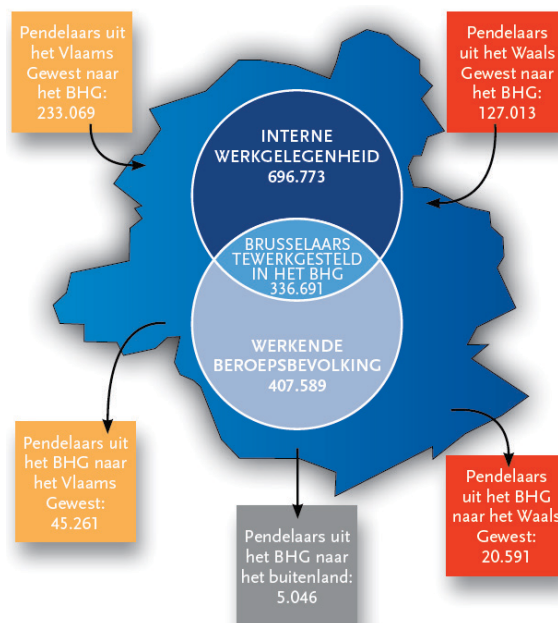 Pendelaars uit
het Vlaams
Gewest naar
het BHG:
233.069
Pendelaars
uit het Waals
Gewest naar
het BHG:
127.013
INTERNE
WERKGELEGENHEID
696.773
BRUSSELAARS
TEWERKGESTELD
IN HET BHG
336.691
WERKENDE
BEROEPSBEVOLKING
407.589
Pendelaars uit
het BHG naar
het Vlaams
Gewest:
45.261
Pendelaars uit
het BHG naar
het buitenland:
5.046
Pendelaars
uit het BHG
naar het Waals
Gewest:
20.591